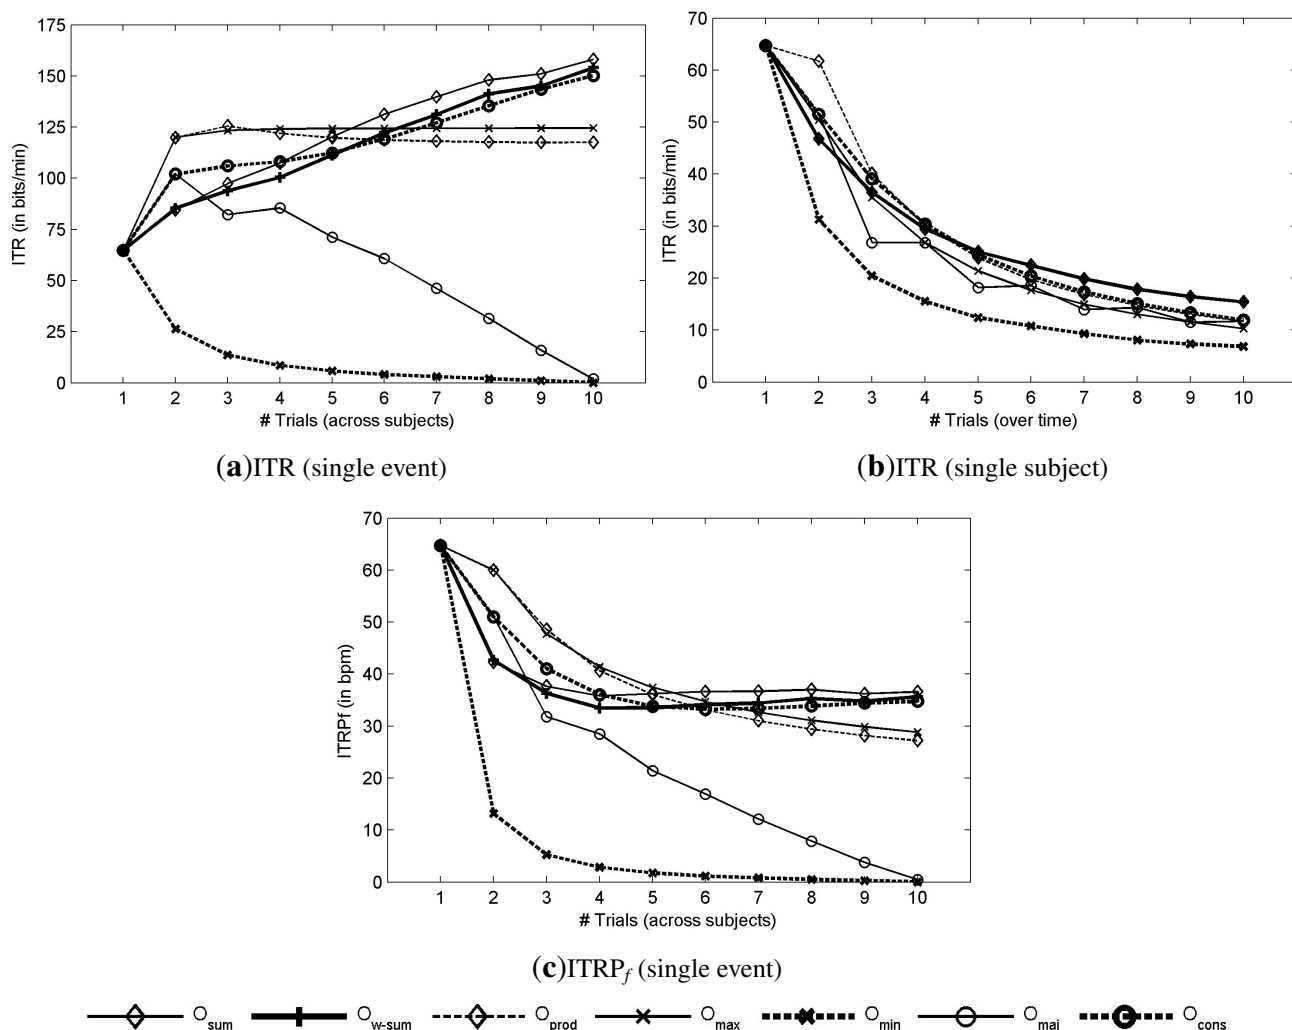 175
150
125
100
75
50
25
0
ITR (in bits/min)
1 2 3 4 5 6 7 8 9 10
# Trials (across subjects)
(a)ITR (single event)
70
60
50
40
30
20
10
0
ITR (in bits/min)
1 2 3 4 5 6 7 8 9 10
# Trials (over time)
(b)ITR (single subject)
70
60
50
40
30
20
10
0
ITRPf (in bpm)
1 2 3 4 5 6 7 8 9 10
# Trials (across subjects)
(c)ITRPf (single event)
Osum Ow-sum Oprod Omax Omin Omaj Ocons